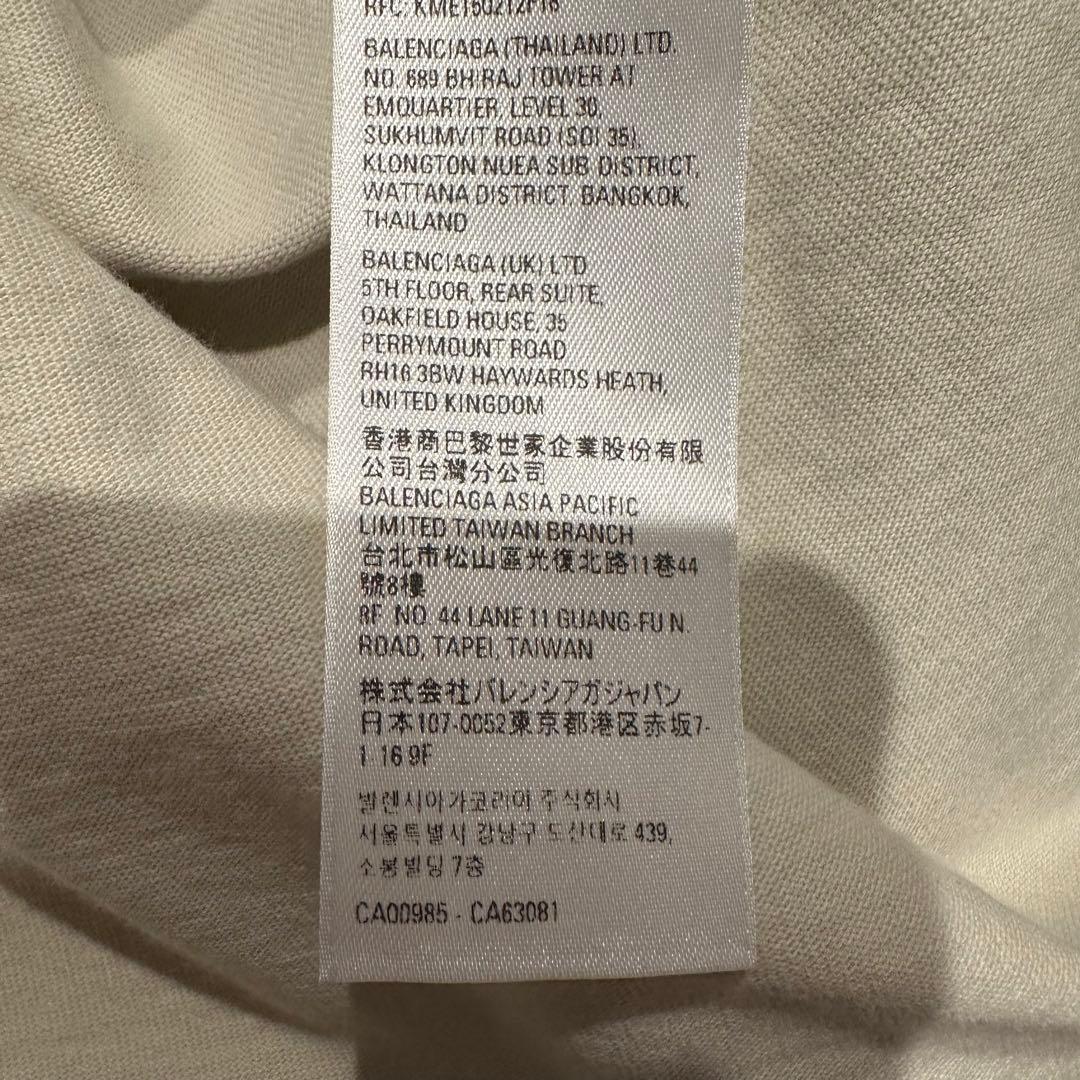 RFC: KME150212F18
BALENCIAGA (THAILAND) LTD.
NO. 689 BHIRAJ TOWER AT
EMQUARTIER, LEVEL 30,
SUKHUMVIT ROAD (SOI 35),
KLONGTON NUEA SUB DISTRICT,
WATTANA DISTRICT, BANGKOK,
THAILAND
BALENCIAGA (UK) LTD
5TH FLOOR, REAR SUITE,
OAKFIELD HOUSE, 35
PERRYMOUNT ROAD
RH16 3BW HAYWARDS HEATH,
UNITED KINGDOM
香港商巴黎世家企業股份有限
公司台灣分公司
BALENCIAGA ASIA PACIFIC
LIMITED TAIWAN BRANCH
台北市松山區光復北路11巷44
號8樓
8F. NO. 44 LANE 11 GUANG-FU N.
ROAD, TAPEI, TAIWAN
株式会社バレンシアガジャパン
日本107-0052東京都港区赤坂7-
1 16 9F
발렌시아가코리아 주식회사
서울특별시 강남구 도산대로 439,
소봉빌딩 7층
CA00985 - CA63081